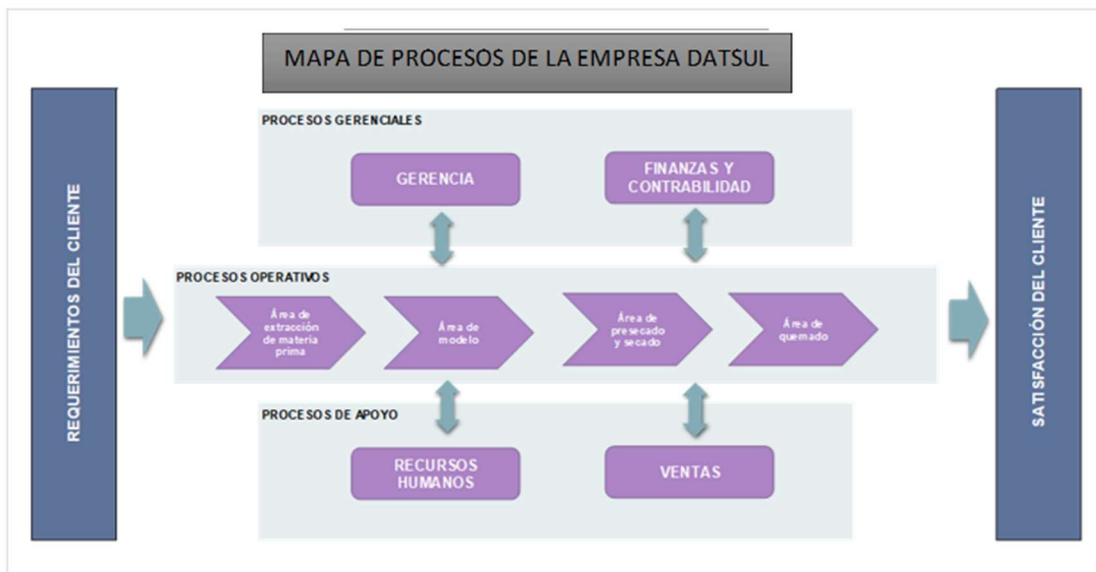 MAPA DE PROCESOS DE LA EMPRESA DATSUL
REQUERIMIENTOS DEL CLIENTE
PROCESOS GERENCIALES
GERENCIA
FINANZAS Y
CONTRABILIDAD
PROCESOS OPERATIVOS
Área de
extracción
de materia
prima
Área de
modelo
Área de
presecado
y secado
Área de
quemado
PROCESOS DE APOYO
RECURSOS
HUMANOS
VENTAS
SATISFACCIÓN DEL CLIENTE